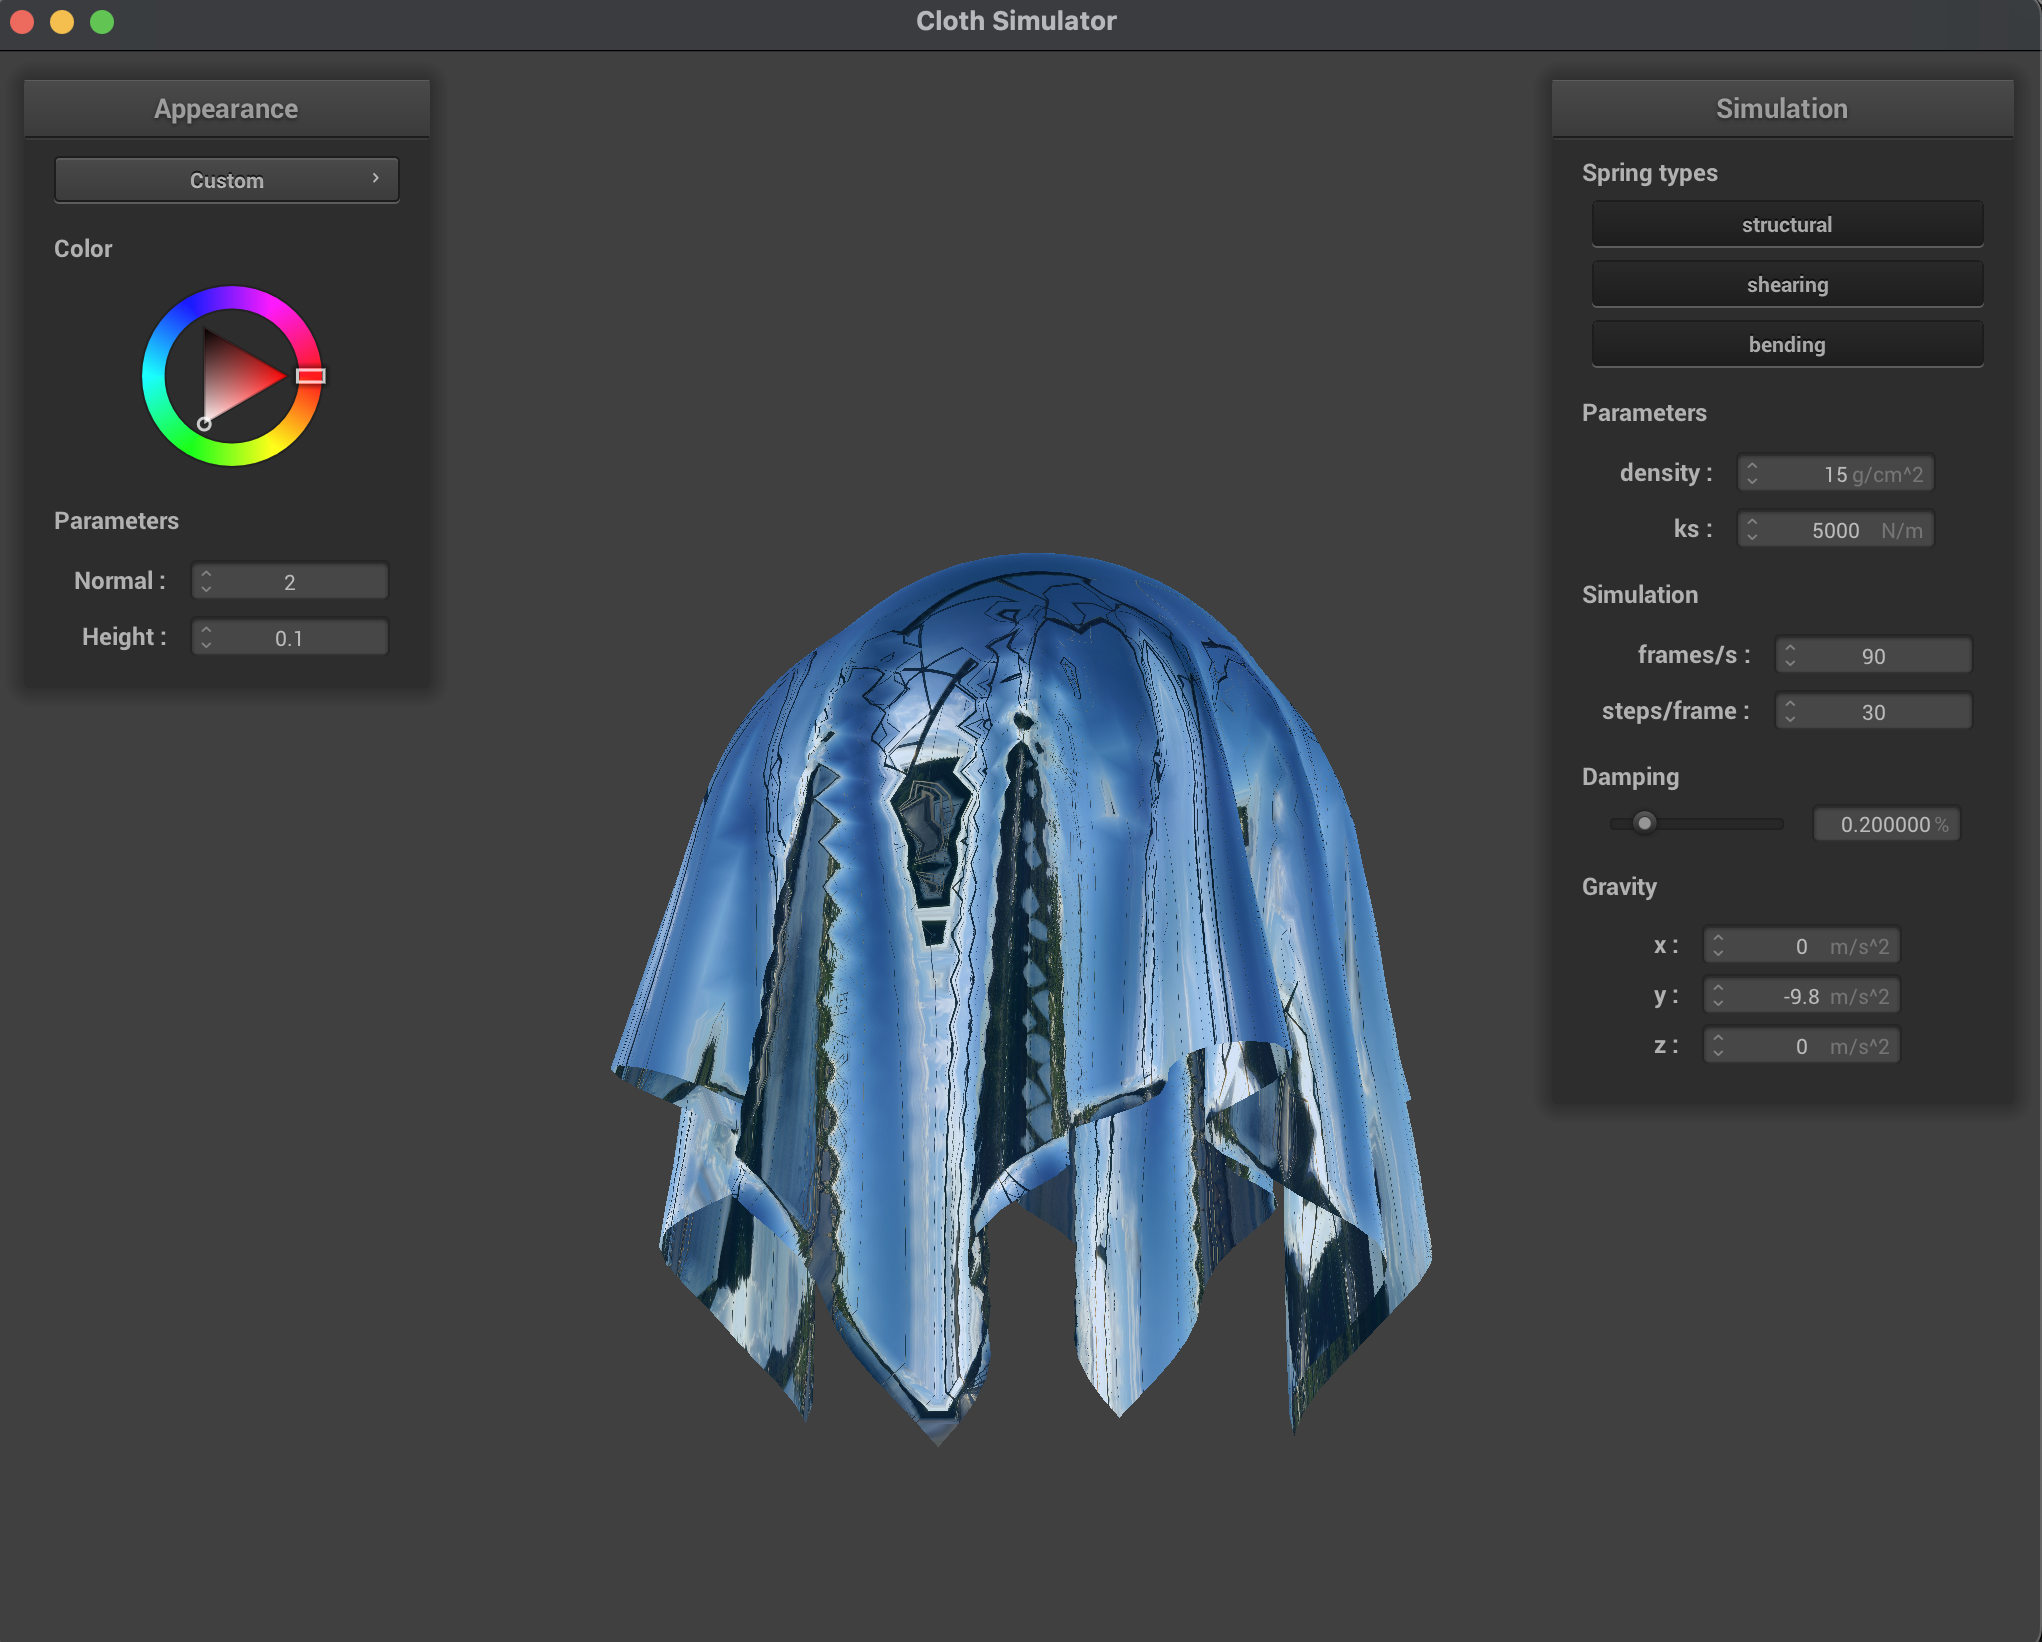 Cloth Simulator
Appearance
Custom
Color
Parameters
Normal : 2
Height : 0.1
Simulation
Spring types
structural
shearing
bending
Parameters
density : 15 g/cm^2
ks : 5000 N/m
Simulation
frames/s : 90
steps/frame : 30
Damping
0.200000 %
Gravity
x : 0 m/s^2
y : -9.8 m/s^2
z : 0 m/s^2